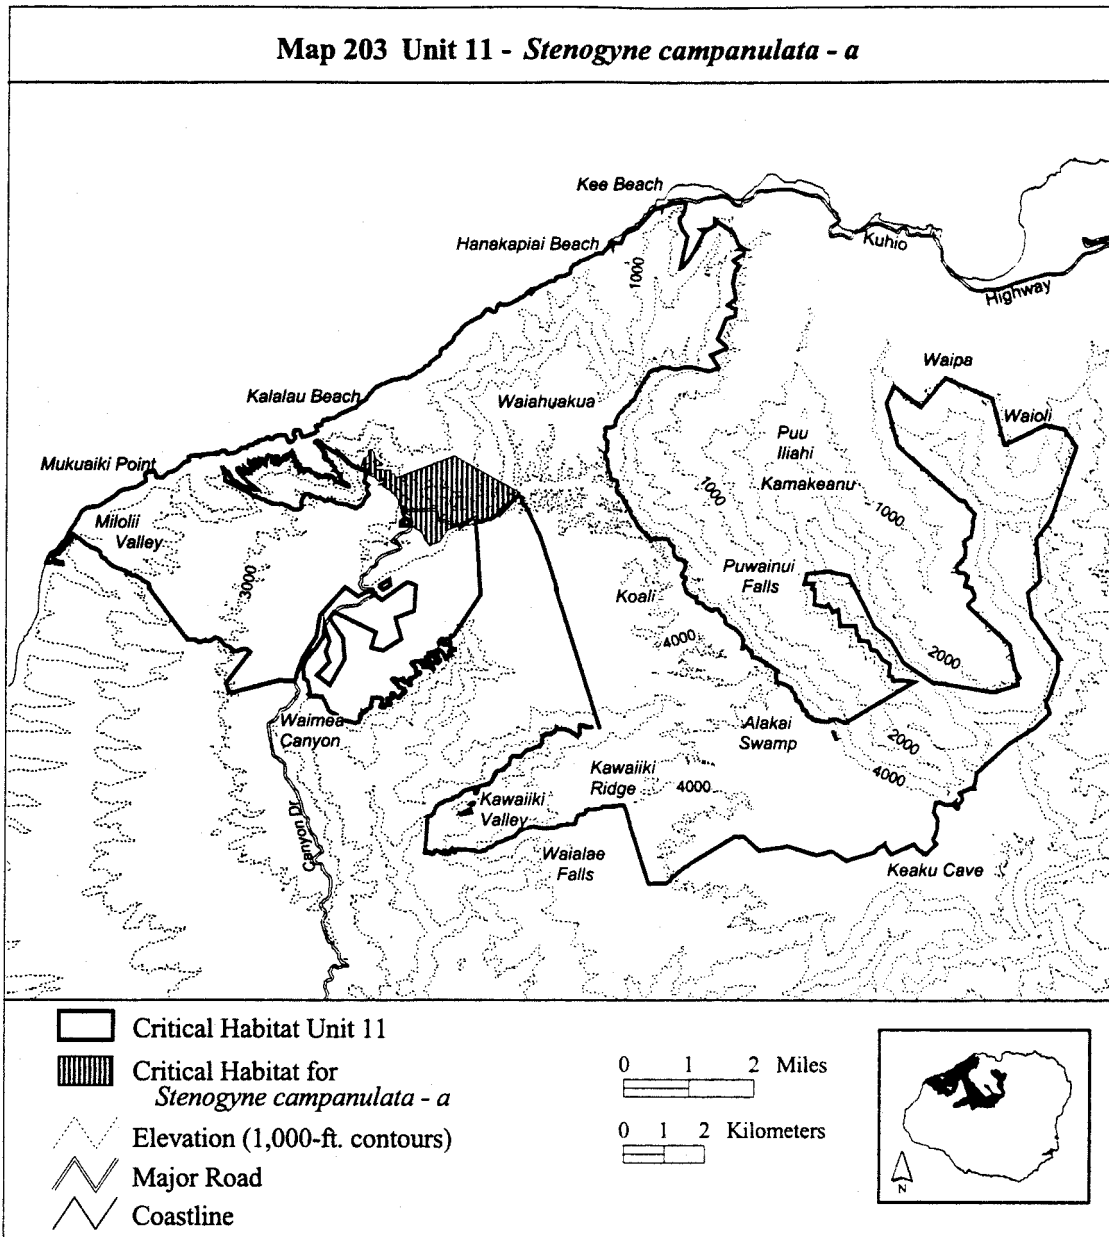 Map 203 Unit 11 - Stenogyne campanulata - a
Kee Beach
Hanakapiai Beach
Kuhio
Highway
1000
Waipa
Kalalau Beach
Waiahuakua
Waioli
Puu
Iliahi
Mukuaiki Point
Kamakeanu
1000
1000
Milolii
Valley
Puwainui
Falls
3000
Koali
4000
2000
Waimea
Canyon
Alakai
Swamp
2000
Kawaiiki
Ridge
4000
4000
Kawaiiki
Valley
Canyon Dr
Waialae
Falls
Keaku Cave
Critical Habitat Unit 11
Critical Habitat for
Stenogyne campanulata - a
Elevation (1,000-ft. contours)
Major Road
Coastline
0 1 2 Miles
0 1 2 Kilometers
N